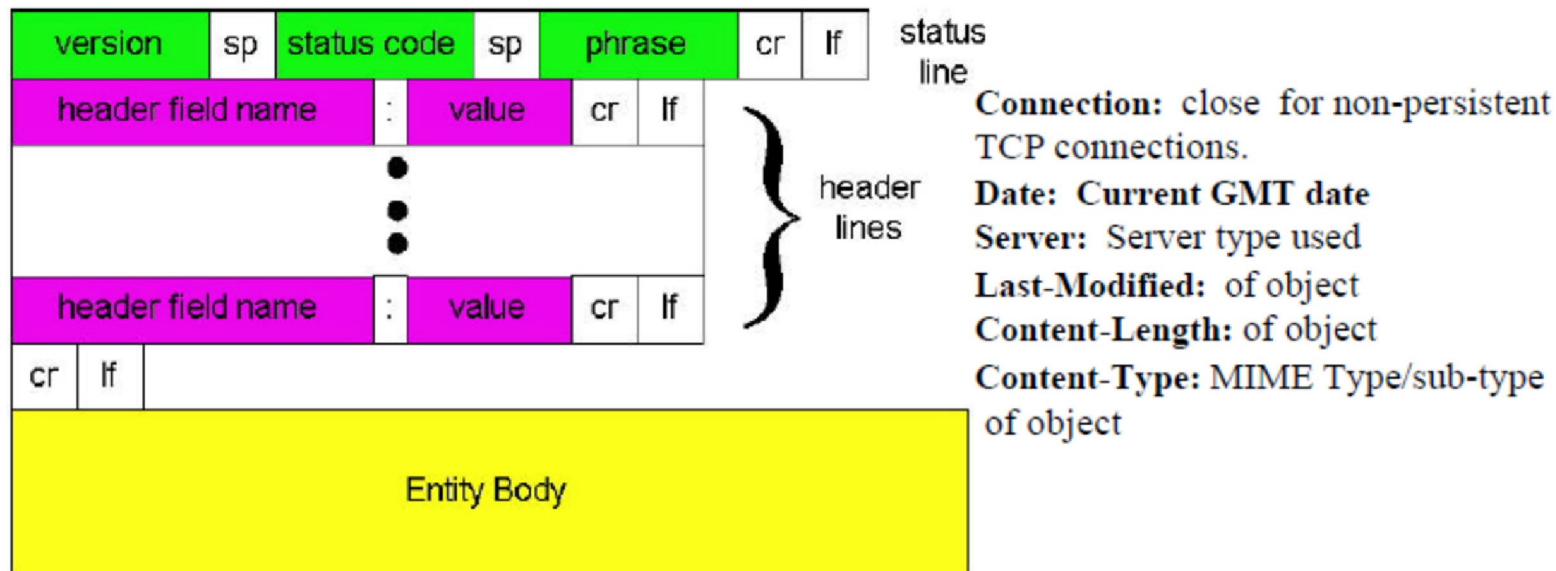 version sp status code sp phrase cr lf status line
header field name : value cr lf
header lines
header field name : value cr lf
cr lf
Entity Body
Connection: close for non-persistent
TCP connections.
Date: Current GMT date
Server: Server type used
Last-Modified: of object
Content-Length: of object
Content-Type: MIME Type/sub-type
of object